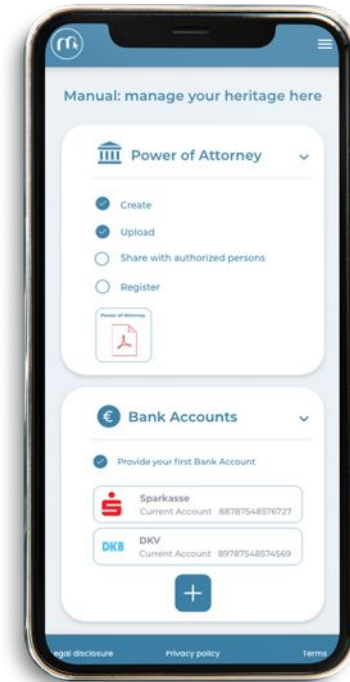 Manual: manage your heritage here
Power of Attorney
Create
Upload
Share with authorized persons
Register
Power of Attorney
Bank Accounts
Provide your first Bank Account
Sparkasse
Current Account 88787548576727
DKB
DKV
Current Account 89787548574569
egal disclosure Privacy policy Terms